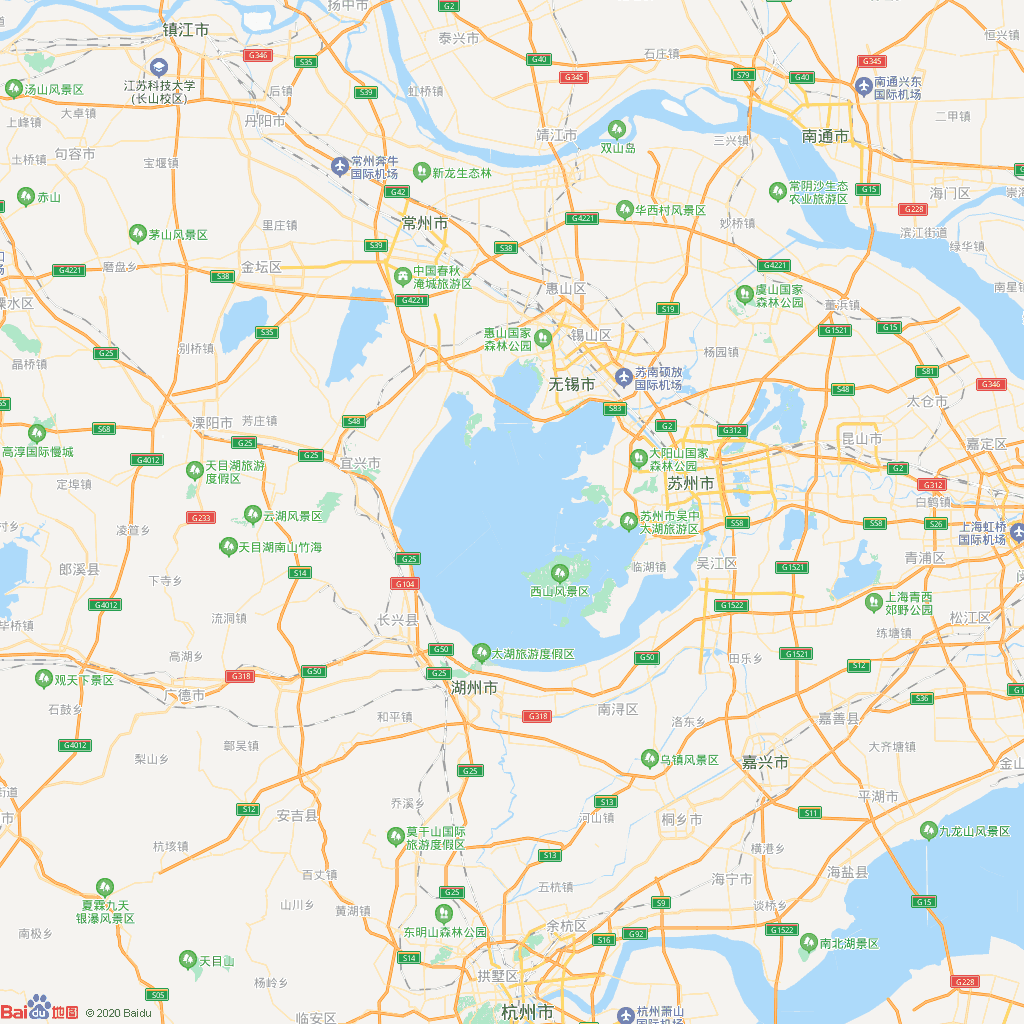 扬中市
G2
镇江市
泰兴市
石庄镇
恒兴镇
G346
S35
G40
G345
S79
G40
G345
江苏科技大学
(长山校区)
汤山风景区
后镇
S39
虹桥镇
南通兴东
国际机场
大卓镇
上峰镇
丹阳市
靖江市
双山岛
三兴镇
南通市
二甲镇
土桥镇
句容市
宝堰镇
常州奔牛
国际机场
新龙生态林
G42
常阴沙生态
农业旅游区
G15
海门区
赤山
华西村风景区
G4221
妙桥镇
G228
滨江街道
绿华镇
茅山风景区
里庄镇
常州市
S39
S38
磨盘乡
G4221
金坛区
S38
中国春秋
淹城旅游区
G4221
惠山区
G4221
虞山国家
森林公园
南星镇
溧水区
S35
S19
董浜镇
G1521
G15
惠山国家
森林公园
锡山区
别桥镇
G25
晶桥镇
杨园镇
无锡市
苏南硕放
国际机场
S81
G346
S48
太仓市
S83
溧阳市
芳庄镇
S48
S68
高淳国际慢城
G25
G2
G312
昆山市
嘉定区
G4012
天目湖旅游
度假区
G25
宜兴市
大阳山国家
森林公园
G2
定埠镇
苏州市
G312
白鹤镇
G233
云湖风景区
凌笪乡
苏州市吴中
太湖旅游区
S58
S58
S26
上海虹桥
国际机场
天目湖南山竹海
郎溪县
下寺乡
S14
G25
G104
西山风景区
临湖镇
吴江区
G1521
青浦区
G4012
流洞镇
长兴县
G1522
上海青西
郊野公园
松江区
毕桥镇
练塘镇
高湖乡
G50
太湖旅游度假区
G50
田乐乡
G1521
S12
观天下景区
G318
G50
G25
湖州市
广德市
石鼓乡
和平镇
G318
南浔区
洛东乡
嘉善县
S36
G4012
鄣吴镇
梨山乡
乌镇风景区
嘉兴市
大齐塘镇
金山
G25
S12
乔溪乡
S13
平湖市
安吉县
河山镇
桐乡市
S11
莫干山国际
旅游度假区
九龙山风景区
杭垓镇
S13
横港乡
百丈镇
海宁市
海盐县
五杭镇
夏霖九天
银瀑风景区
山川乡
黄湖镇
G25
S9
谈桥乡
G15
东明山森林公园
余杭区
南极乡
S16
G92
G1522
南北湖景区
天目山
S14
拱墅区
杨岭乡
G228
S05
临安区
杭州市
杭州萧山
国际机场
Bai du 地图
© 2020 Baidu